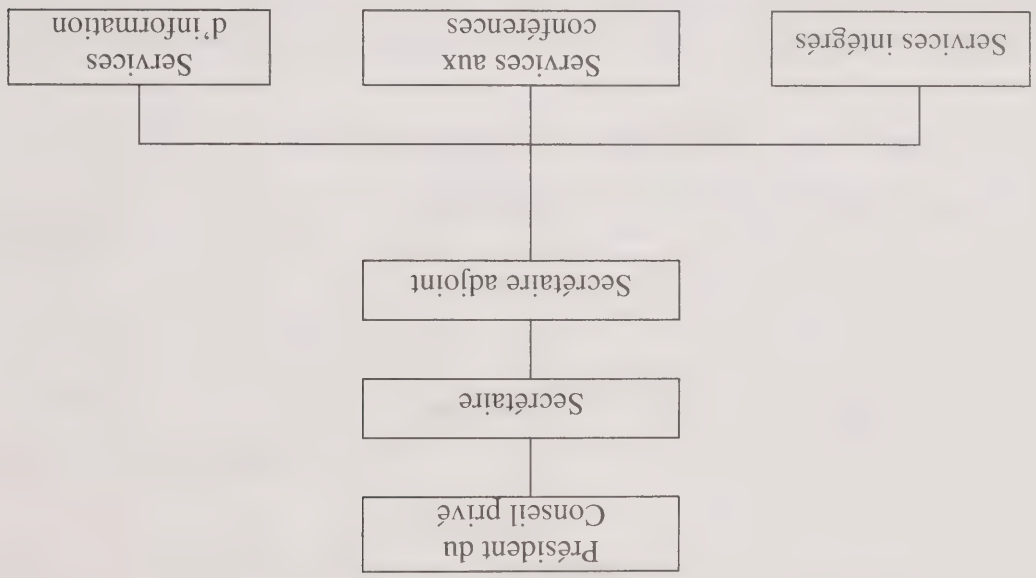 Président du
Conseil privé
Secrétaire
Secrétaire adjoint
Services intégrés
Services aux
conférences
Services
d'information